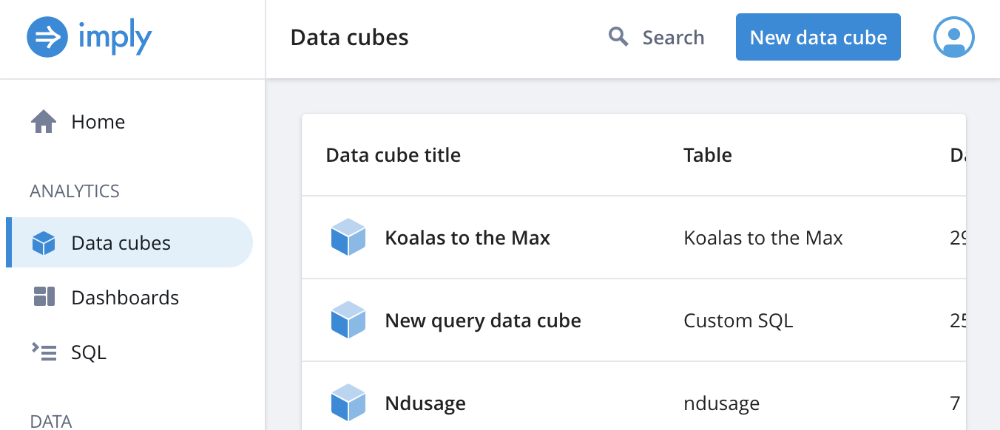 imply
Data cubes
Search
New data cube
Home
ANALYTICS
Data cubes
Dashboards
SQL
DATA
Data cube title Table
Koalas to the Max Koalas to the Max 29
New query data cube Custom SQL 25
Ndusage ndusage 7